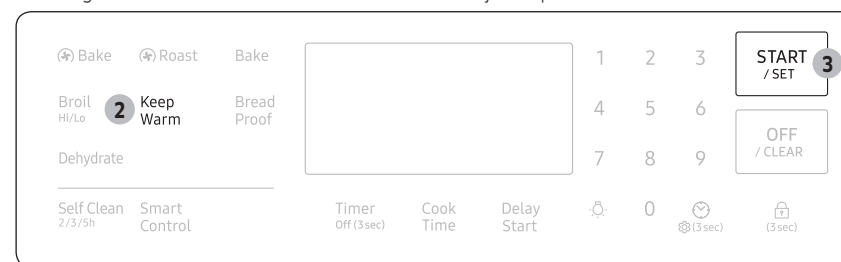 Bake Roast Bake 1 2 3 START
/ SET 3
Broil
Hi/Lo 2 Keep
Warm Bread
Proof 4 5 6
OFF
/ CLEAR
Dehydrate 7 8 9
Self Clean
2/3/5h Smart
Control Timer
Off (3 sec) Cook
Time Delay
Start 0 (3 sec) (3 sec)